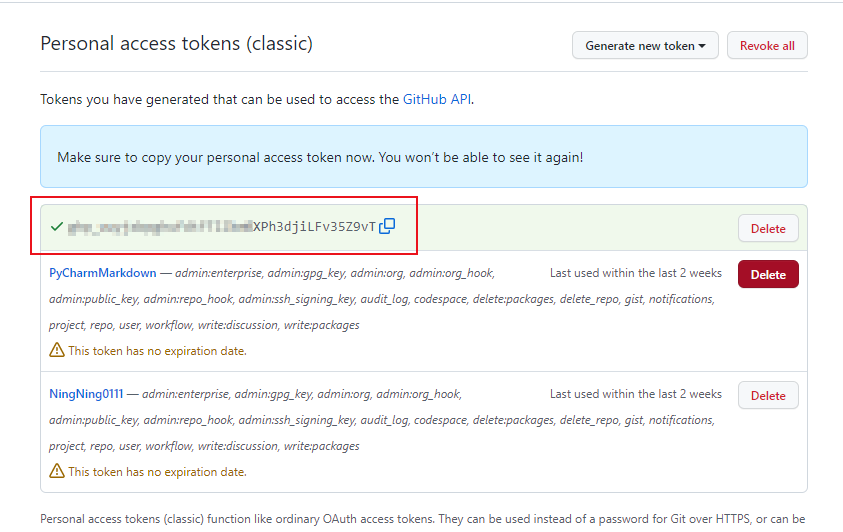 Personal access tokens (classic)
Generate new token
Revoke all
Tokens you have generated that can be used to access the GitHub API.
Make sure to copy your personal access token now. You won't be able to see it again!
XPh3djiLFv35Z9vT
Delete
PyCharmMarkdown — admin:enterprise, admin:gpg_key, admin:org, admin:org_hook,
Last used within the last 2 weeks
Delete
admin:public_key, admin:repo_hook, admin:ssh_signing_key, audit_log, codespace, delete:packages, delete_repo, gist, notifications,
project, repo, user, workflow, write:discussion, write:packages
This token has no expiration date.
NingNing0111 — admin:enterprise, admin:gpg_key, admin:org, admin:org_hook,
Last used within the last 2 weeks
Delete
admin:public_key, admin:repo_hook, admin:ssh_signing_key, audit_log, codespace, delete:packages, delete_repo, gist, notifications,
project, repo, user, workflow, write:discussion, write:packages
This token has no expiration date.
Personal access tokens (classic) function like ordinary OAuth access tokens. They can be used instead of a password for Git over HTTPS, or can be